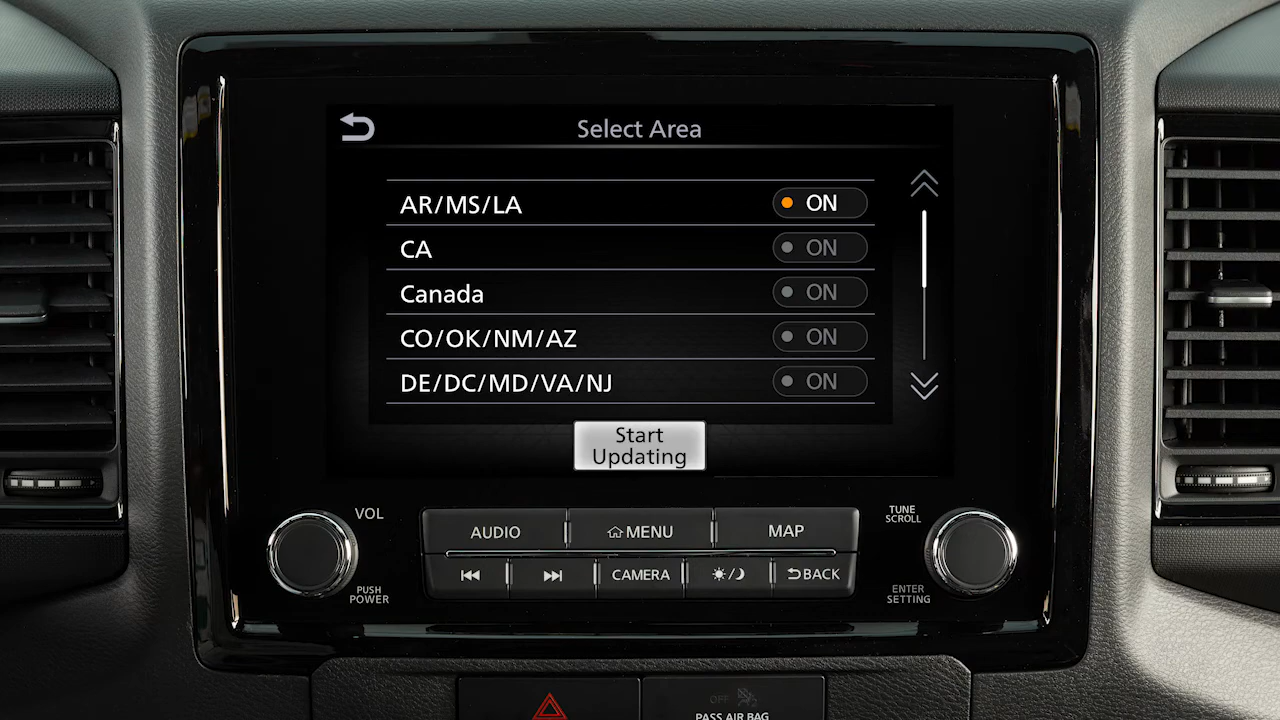 Select Area
AR/MS/LA ON
CA ON
Canada ON
CO/OK/NM/AZ ON
DE/DC/MD/VA/NJ ON
Start
Updating
VOL
PUSH
POWER
AUDIO MENU MAP
CAMERA BACK
TUNE
SCROLL
ENTER
SETTING
OFF
PASS AIR BAG